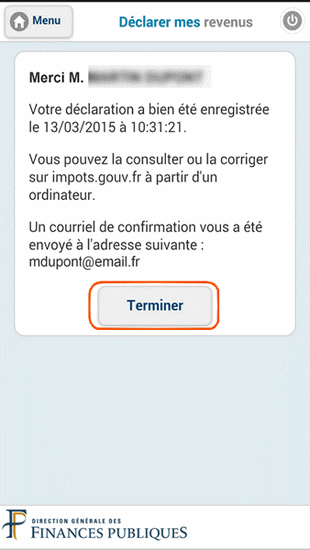 Menu
Déclarer mes revenus
Merci M.
Votre déclaration a bien été enregistrée
le 13/03/2015 à 10:31:21.
Vous pouvez la consulter ou la corriger
sur impots.gouv.fr à partir d'un
ordinateur.
Un courriel de confirmation vous a été
envoyé à l'adresse suivante :
mdupont@email.fr
Terminer
DIRECTION GÉNÉRALE DES
FINANCES PUBLIQUES